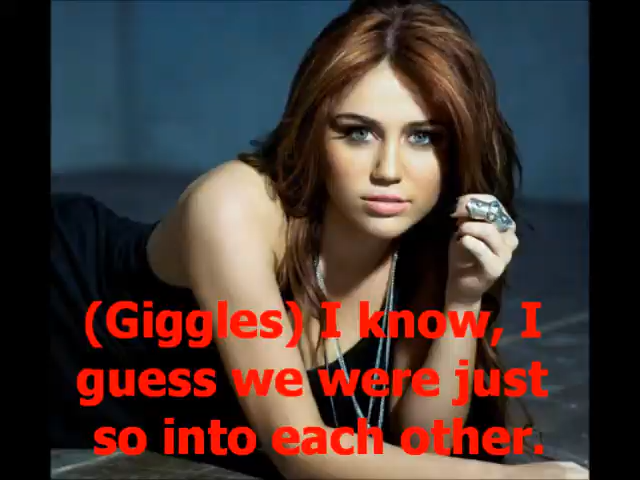 (Giggles) I know, I
guess we were just
so into each other.